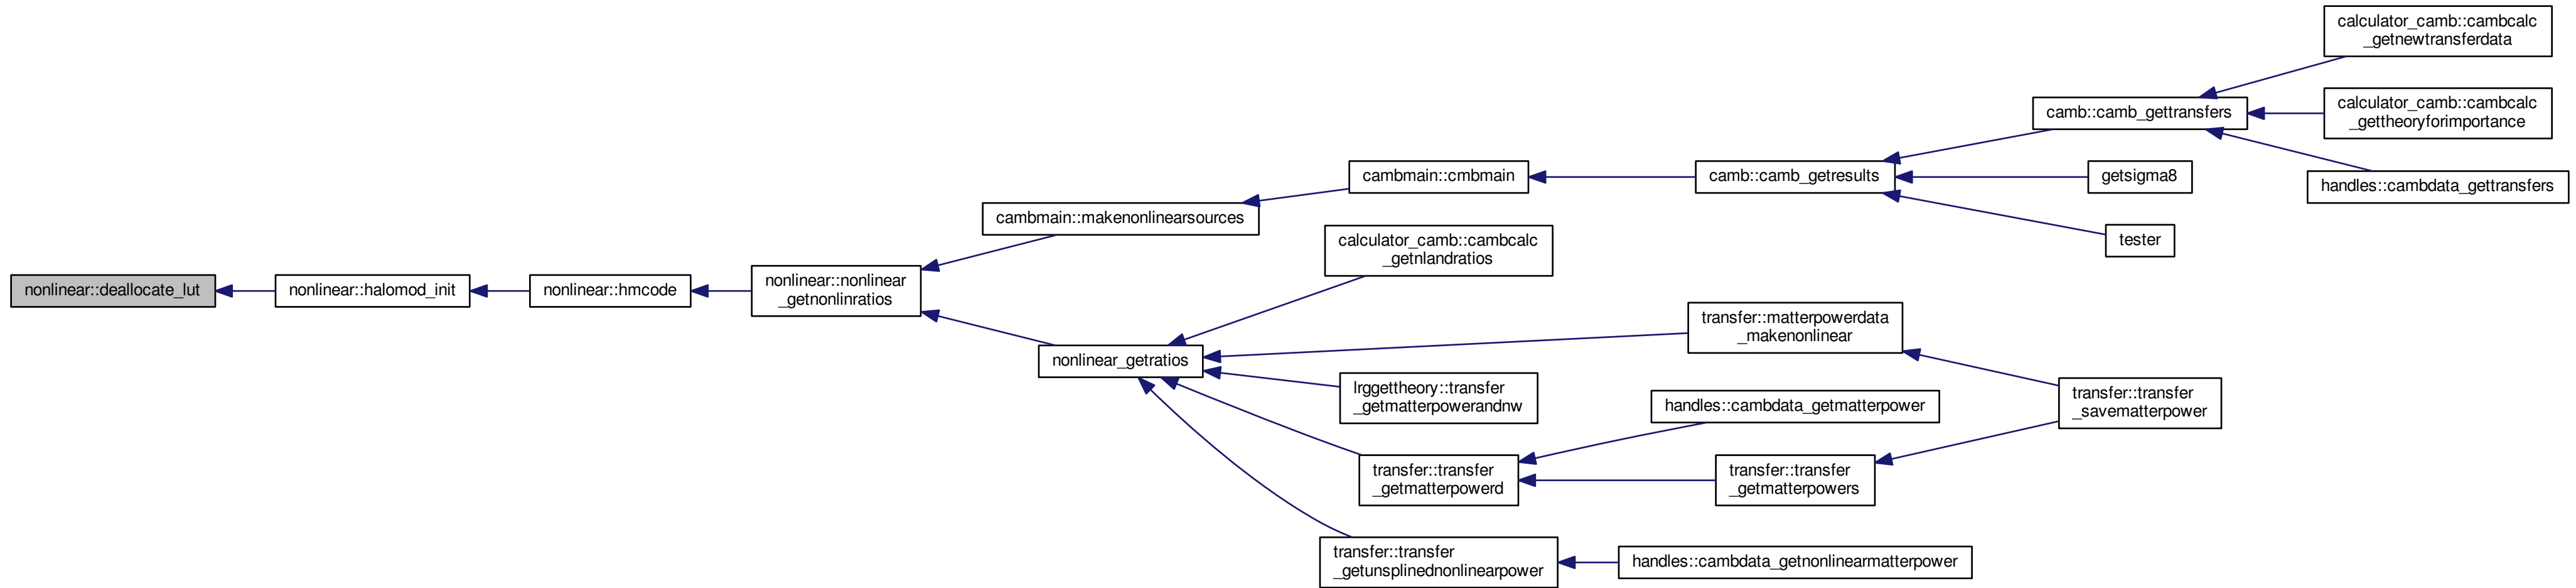 nonlinear::deallocate_lut
nonlinear::halomod_init
nonlinear::hmcode
nonlinear::nonlinear
_getnonlinratios
cambmain::makenonlinearsources
cambmain::cmbmain
camb::camb_getresults
camb::camb_gettransfers
calculator_camb::cambcalc
_getnewtransferdata
calculator_camb::cambcalc
_gettheoryforimportance
handles::cambdata_gettransfers
getsigma8
tester
nonlinear_getratios
calculator_camb::cambcalc
_getnlandratios
transfer::matterpowerdata
_makenonlinear
transfer::transfer
_savematterpower
lrggettheory::transfer
_getmatterpowerandnw
transfer::transfer
_getmatterpowerd
handles::cambdata_getmatterpower
transfer::transfer
_getmatterpowers
transfer::transfer
_getunsplinednonlinearpower
handles::cambdata_getnonlinearmatterpower